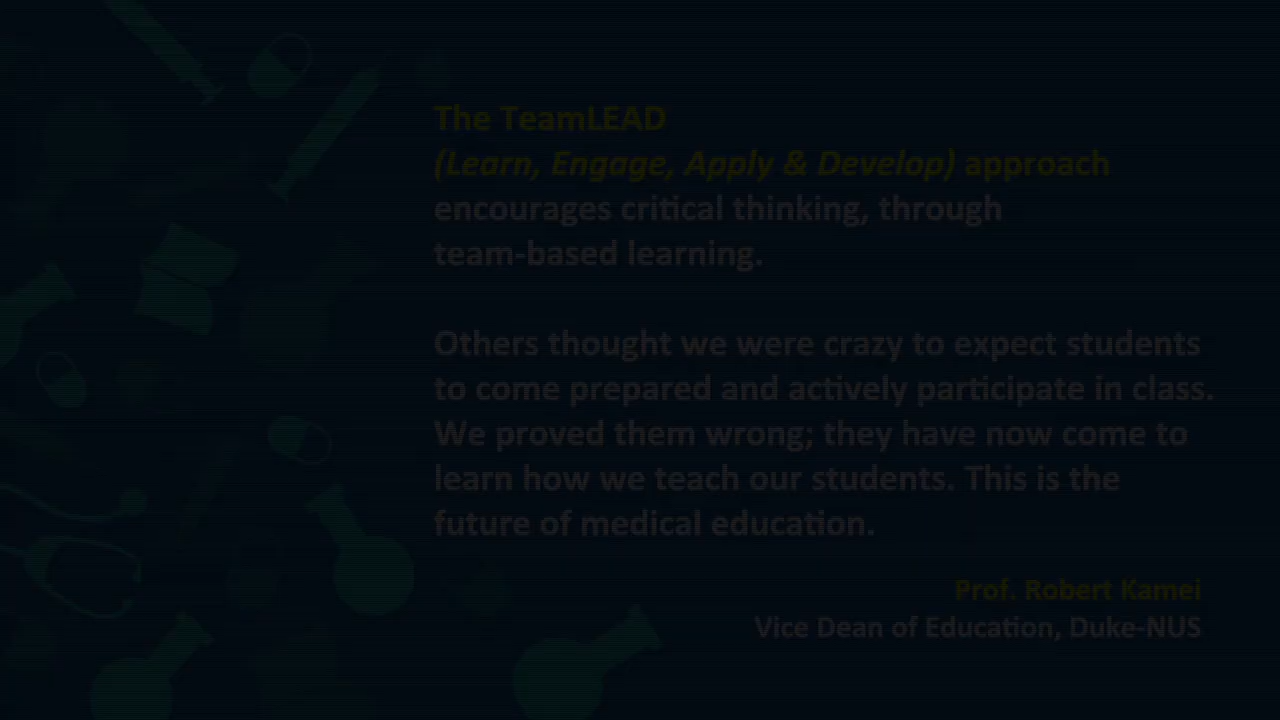 The TeamLEAD
(Learn, Engage, Apply & Develop) approach
encourages critical thinking, through
team-based learning.
Others thought we were crazy to expect students
to come prepared and actively participate in class.
We proved them wrong; they have now come to
learn how we teach our students. This is the
future of medical education.
Prof. Robert Kamei
Vice Dean of Education, Duke-NUS